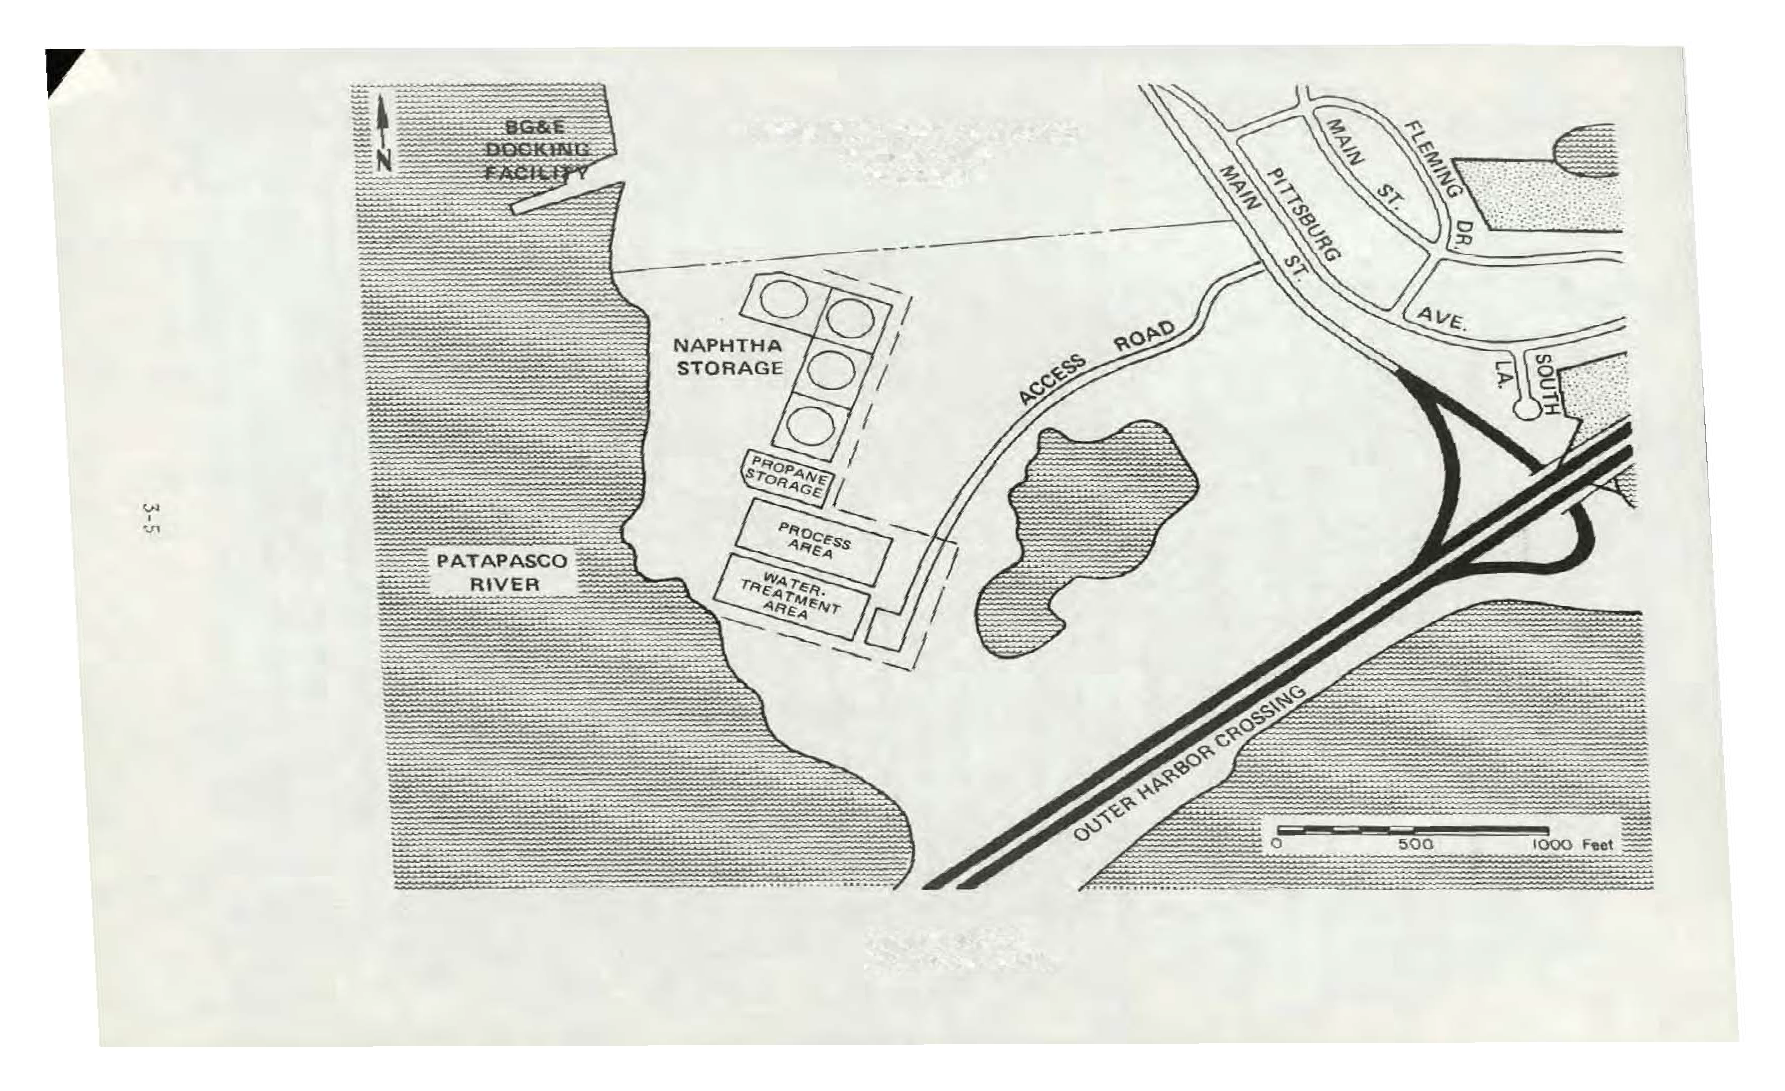 N
BG&E
DOCKING
FACILITY
MAIN
ST.
FLEMING
DR.
MAIN
ST.
PITTSBURG
AVE.
SOUTH
LA.
NAPHTHA
STORAGE
ACCESS ROAD
PROPANE
STORAGE
PROCESS
AREA
WATER-
TREATMENT
AREA
PATAPASCO
RIVER
OUTER HARBOR CROSSING
0 500 1000 Feet
3-5